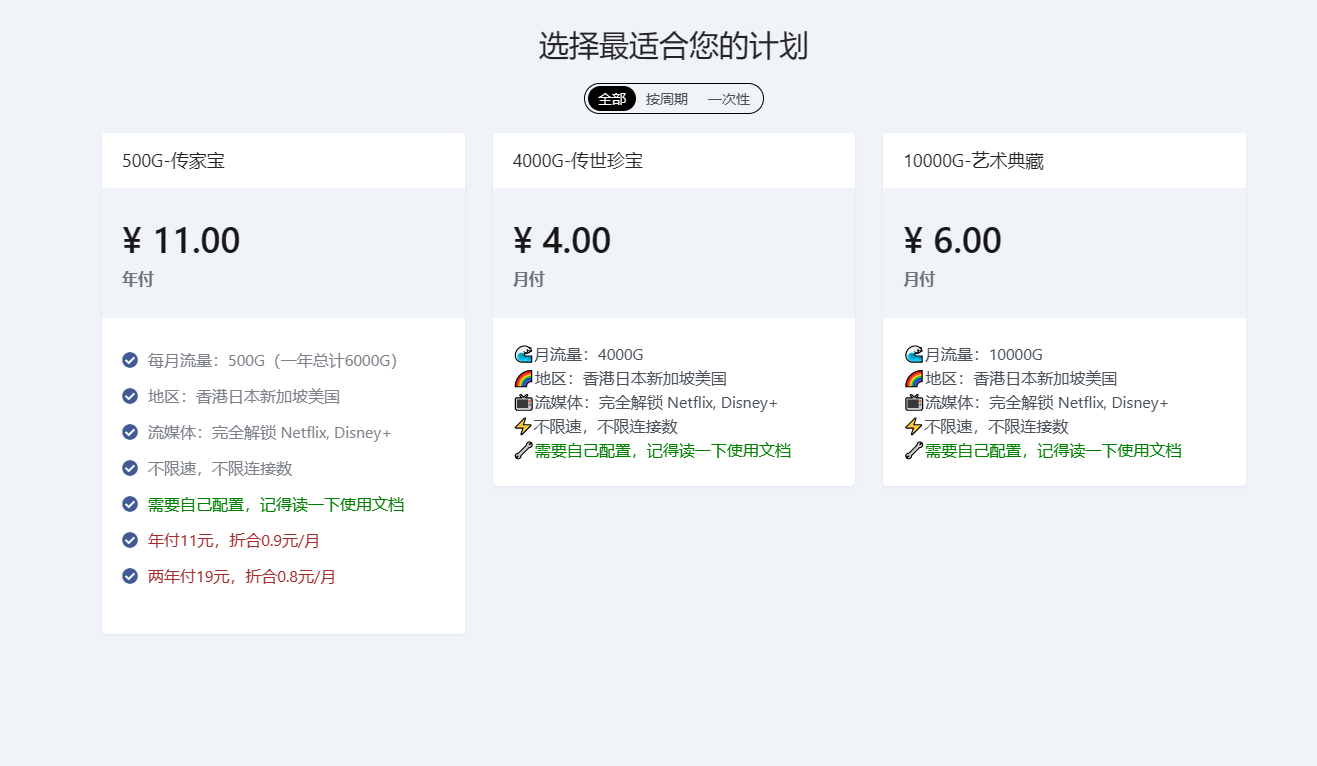 选择最适合您的计划
全部 按周期 一次性
500G-传家宝
¥ 11.00
年付
每月流量：500G（一年总计6000G）
地区：香港日本新加坡美国
流媒体：完全解锁 Netflix, Disney+
不限速，不限连接数
需要自己配置，记得读一下使用文档
年付11元，折合0.9元/月
两年付19元，折合0.8元/月
4000G-传世珍宝
¥ 4.00
月付
🌊月流量：4000G
🌈地区：香港日本新加坡美国
📺流媒体：完全解锁 Netflix, Disney+
⚡不限速，不限连接数
🦯需要自己配置，记得读一下使用文档
10000G-艺术典藏
¥ 6.00
月付
🌊月流量：10000G
🌈地区：香港日本新加坡美国
📺流媒体：完全解锁 Netflix, Disney+
⚡不限速，不限连接数
🦯需要自己配置，记得读一下使用文档